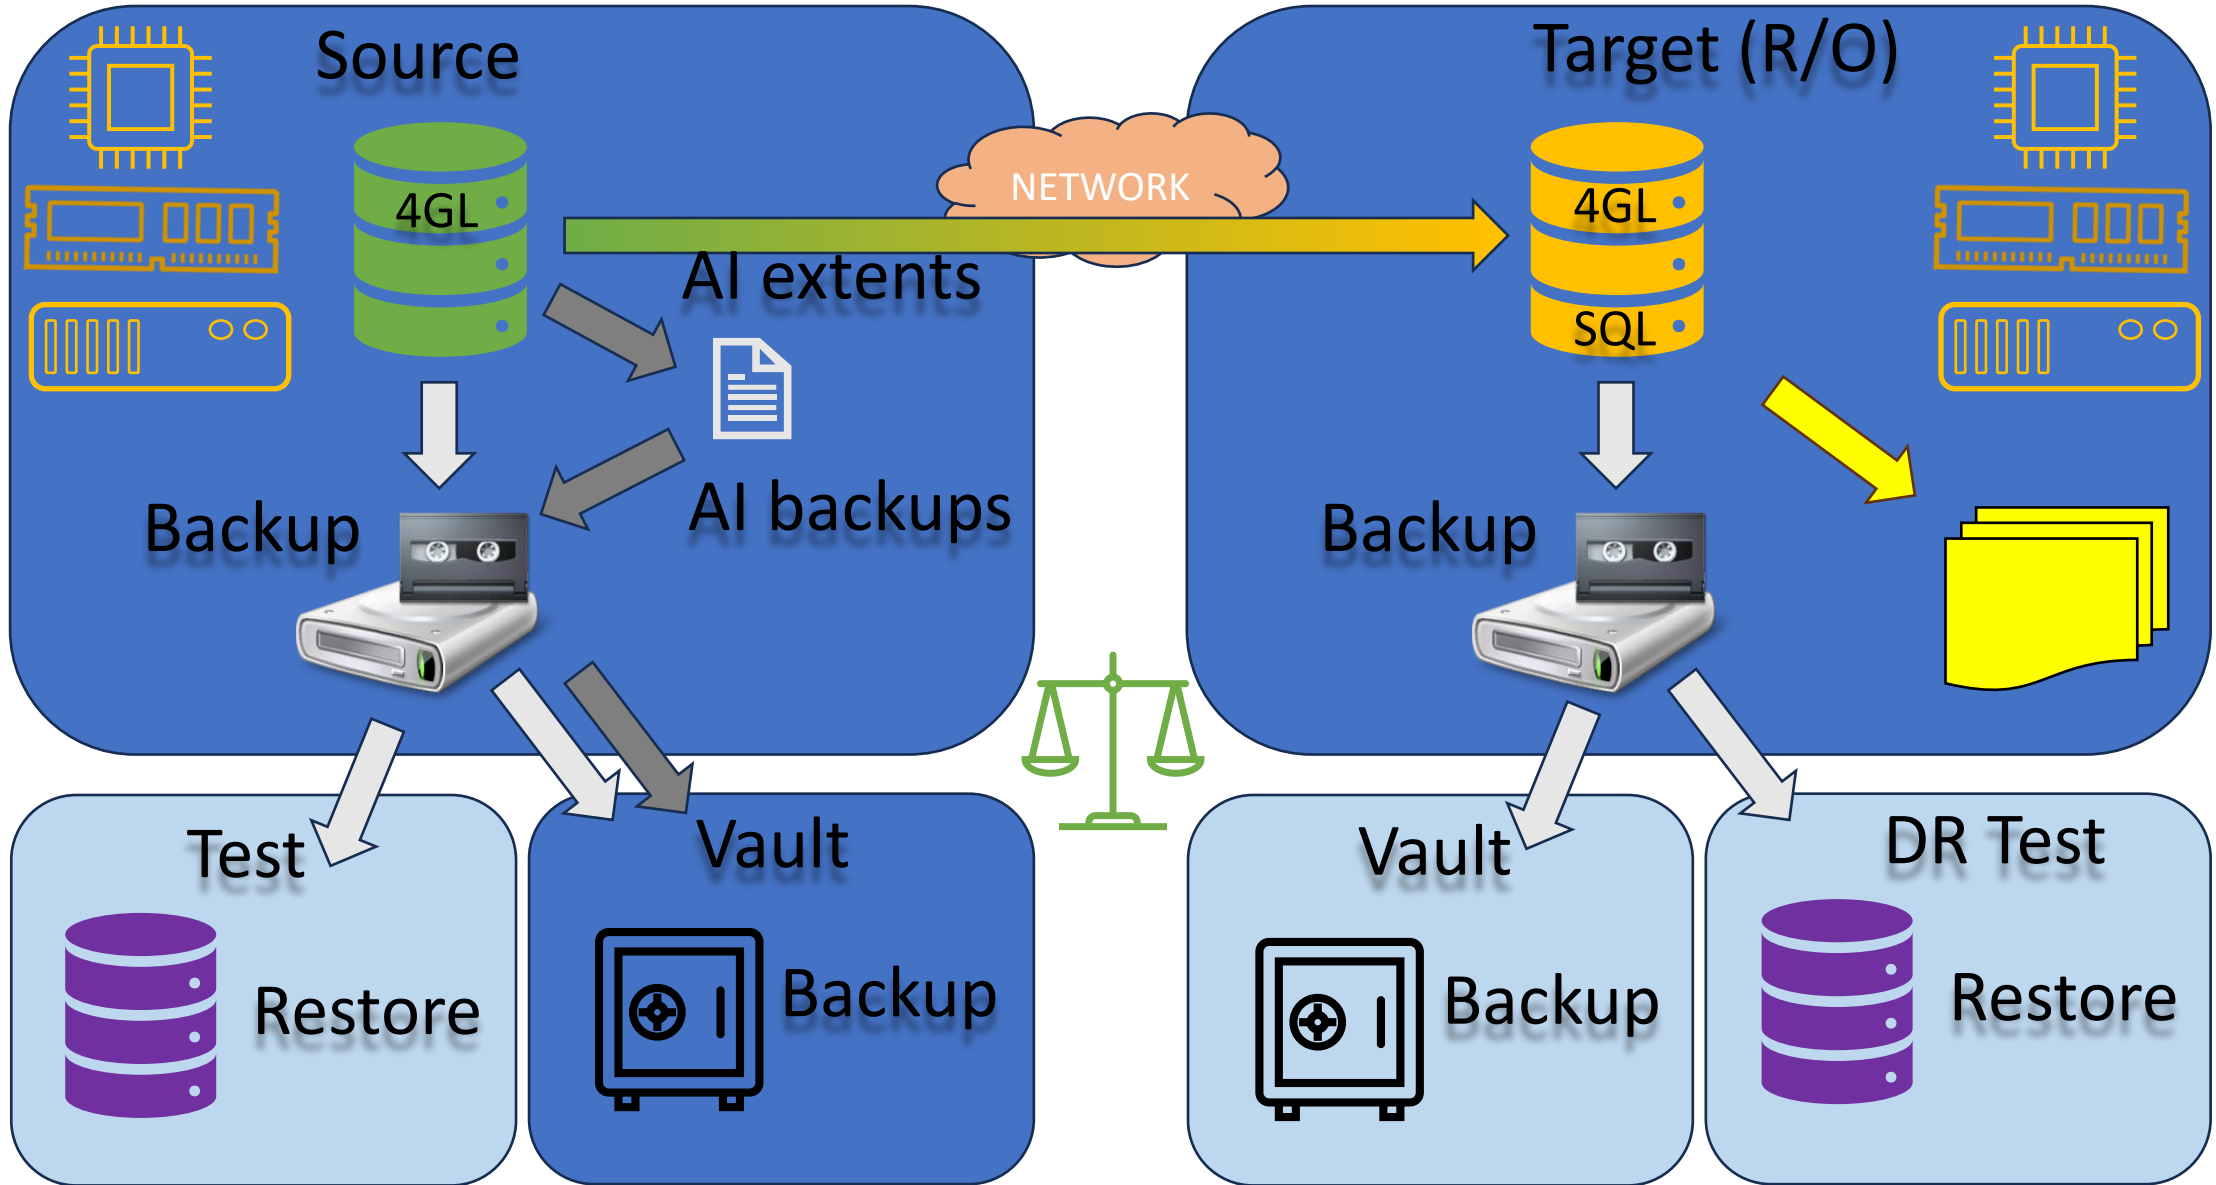 Source
Target (R/O)
NETWORK
4GL
4GL
AI extents
SQL
Backup
AI backups
Backup
Test
Vault
Vault
DR Test
Restore
Backup
Backup
Restore